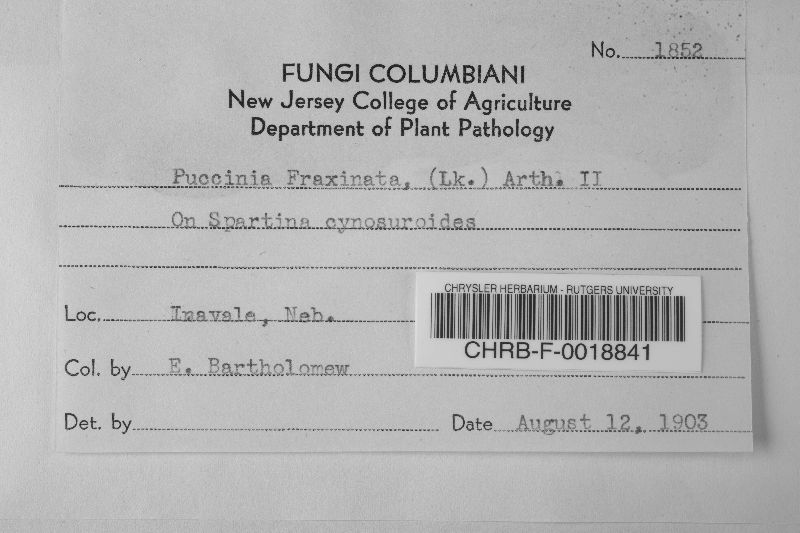 No. 1852
FUNGI COLUMBIANI
New Jersey College of Agriculture
Department of Plant Pathology
Puccinia Fraxinata, (Lk.) Arth. II
On Spartina cynosuroides
Loc. Inavale, Neb.
CHRYSLER HERBARIUM - RUTGERS UNIVERSITY
CHRB-F-0018841
Col. by E. Bartholomew
Det. by
Date August 12, 1903